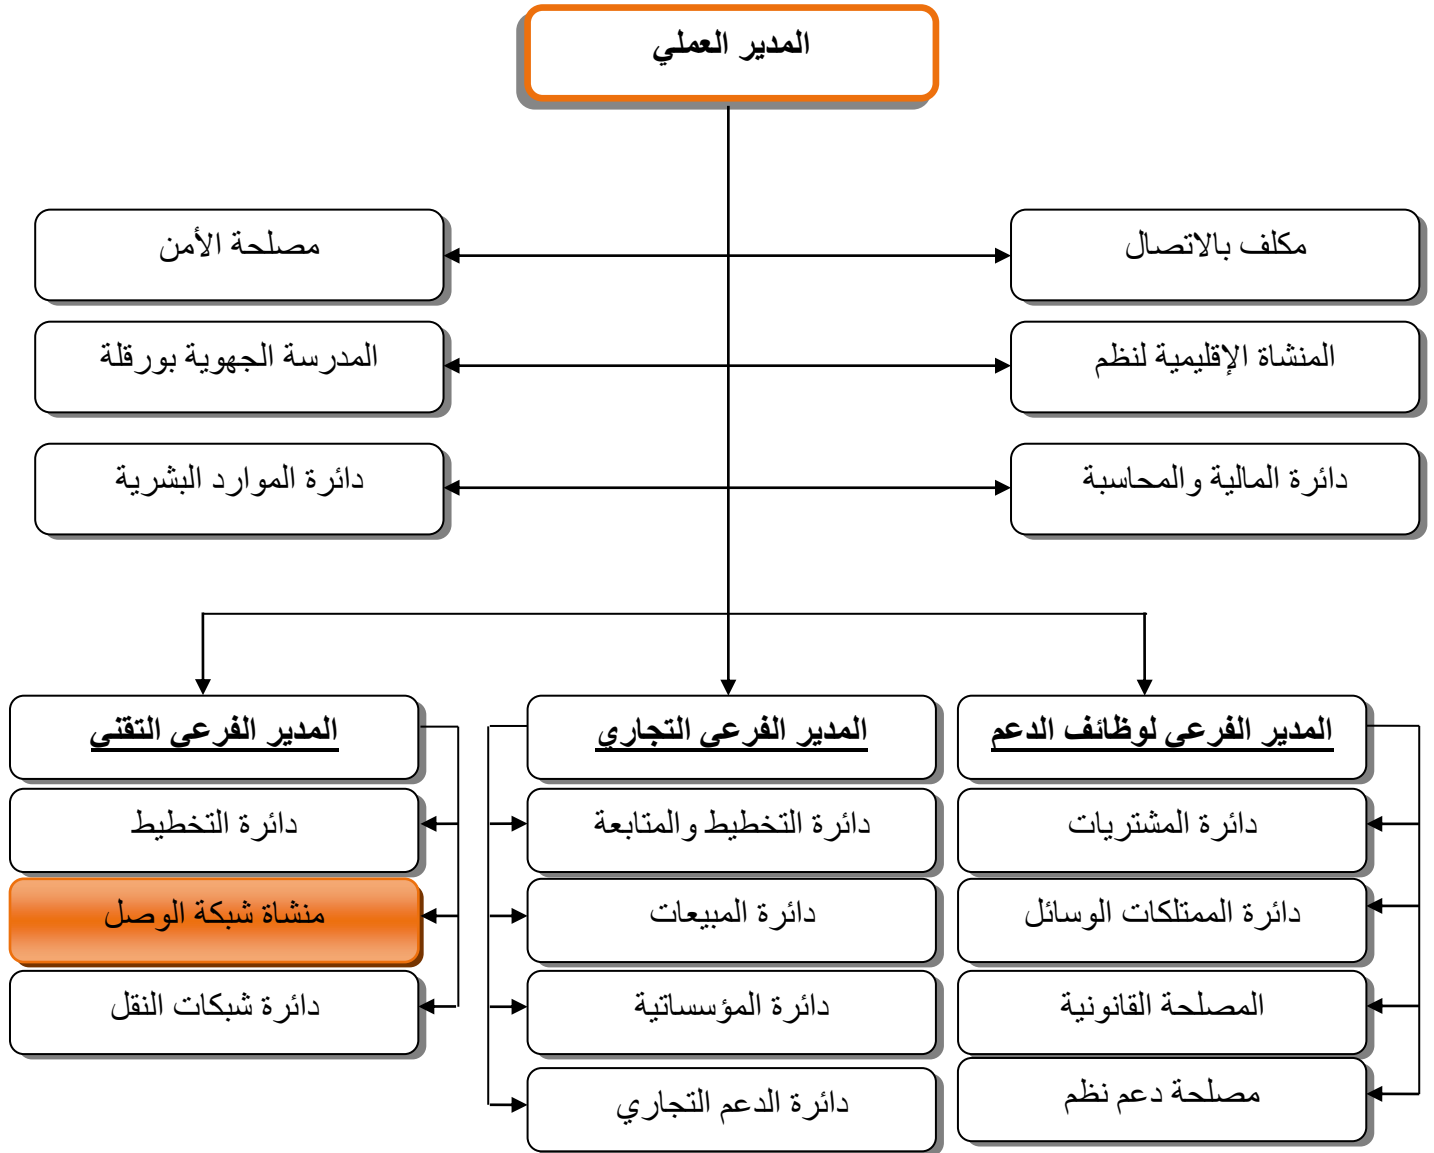 المدير العملي
مكلف بالاتصال
مصلحة الأمن
المنشاة الإقليمية لنظم
المدرسة الجهوية بورقلة
دائرة المالية والمحاسبة
دائرة الموارد البشرية
المدير الفرعي لوظائف الدعم
المدير الفرعي التجاري
المدير الفرعي التقني
دائرة المشتريات
دائرة التخطيط والمتابعة
دائرة التخطيط
دائرة الممتلكات الوسائل
دائرة المبيعات
منشاة شبكة الوصل
المصلحة القانونية
دائرة المؤسساتية
دائرة شبكات النقل
مصلحة دعم نظم
دائرة الدعم التجاري